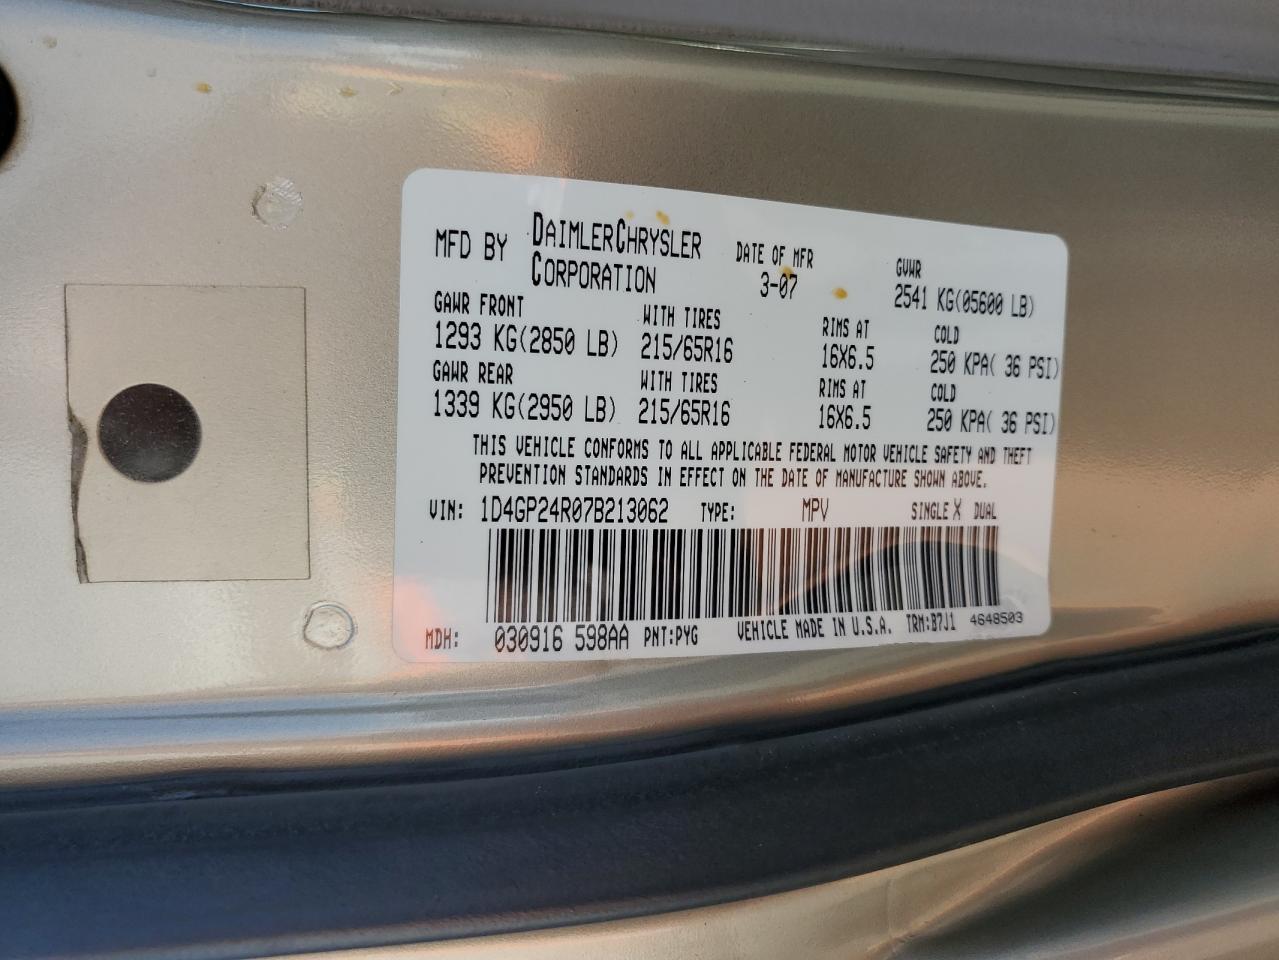 MFD BY DAIMLERCHRYSLER CORPORATION DATE OF MFR 3-07 GVWR 2541 KG(05600 LB)
GAWR FRONT WITH TIRES RIMS AT COLD
1293 KG(2850 LB) 215/65R16 16X6.5 250 KPA( 36 PSI)
GAWR REAR WITH TIRES RIMS AT COLD
1339 KG(2950 LB) 215/65R16 16X6.5 250 KPA( 36 PSI)
THIS VEHICLE CONFORMS TO ALL APPLICABLE FEDERAL MOTOR VEHICLE SAFETY AND THEFT
PREVENTION STANDARDS IN EFFECT ON THE DATE OF MANUFACTURE SHOWN ABOVE.
VIN: 1D4GP24R07B213062 TYPE: MPV SINGLE X DUAL
MDH: 030916 598AA PNT:PYG VEHICLE MADE IN U.S.A. TRM:B7J1 4648503